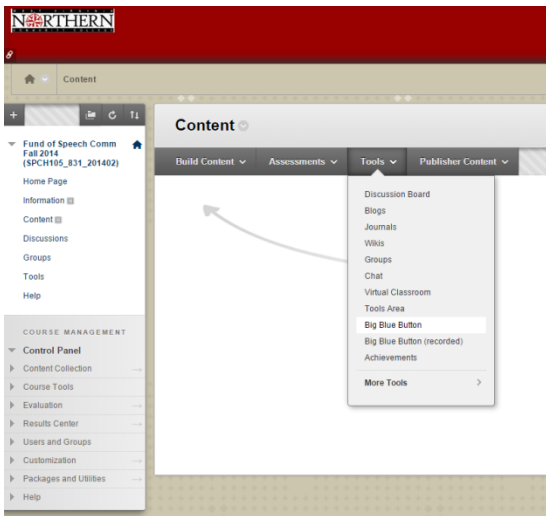 NORTHERN
Content
Content
Fund of Speech Comm
Fall 2014
(SPCH105_831_201402)
Home Page
Information
Content
Discussions
Groups
Tools
Help
COURSE MANAGEMENT
Control Panel
Content Collection
Course Tools
Evaluation
Results Center
Users and Groups
Customization
Packages and Utilities
Help
Build Content
Assessments
Tools
Publisher Content
Discussion Board
Blogs
Journals
Wikis
Groups
Chat
Virtual Classroom
Tools Area
Big Blue Button
Big Blue Button (recorded)
Achievements
More Tools